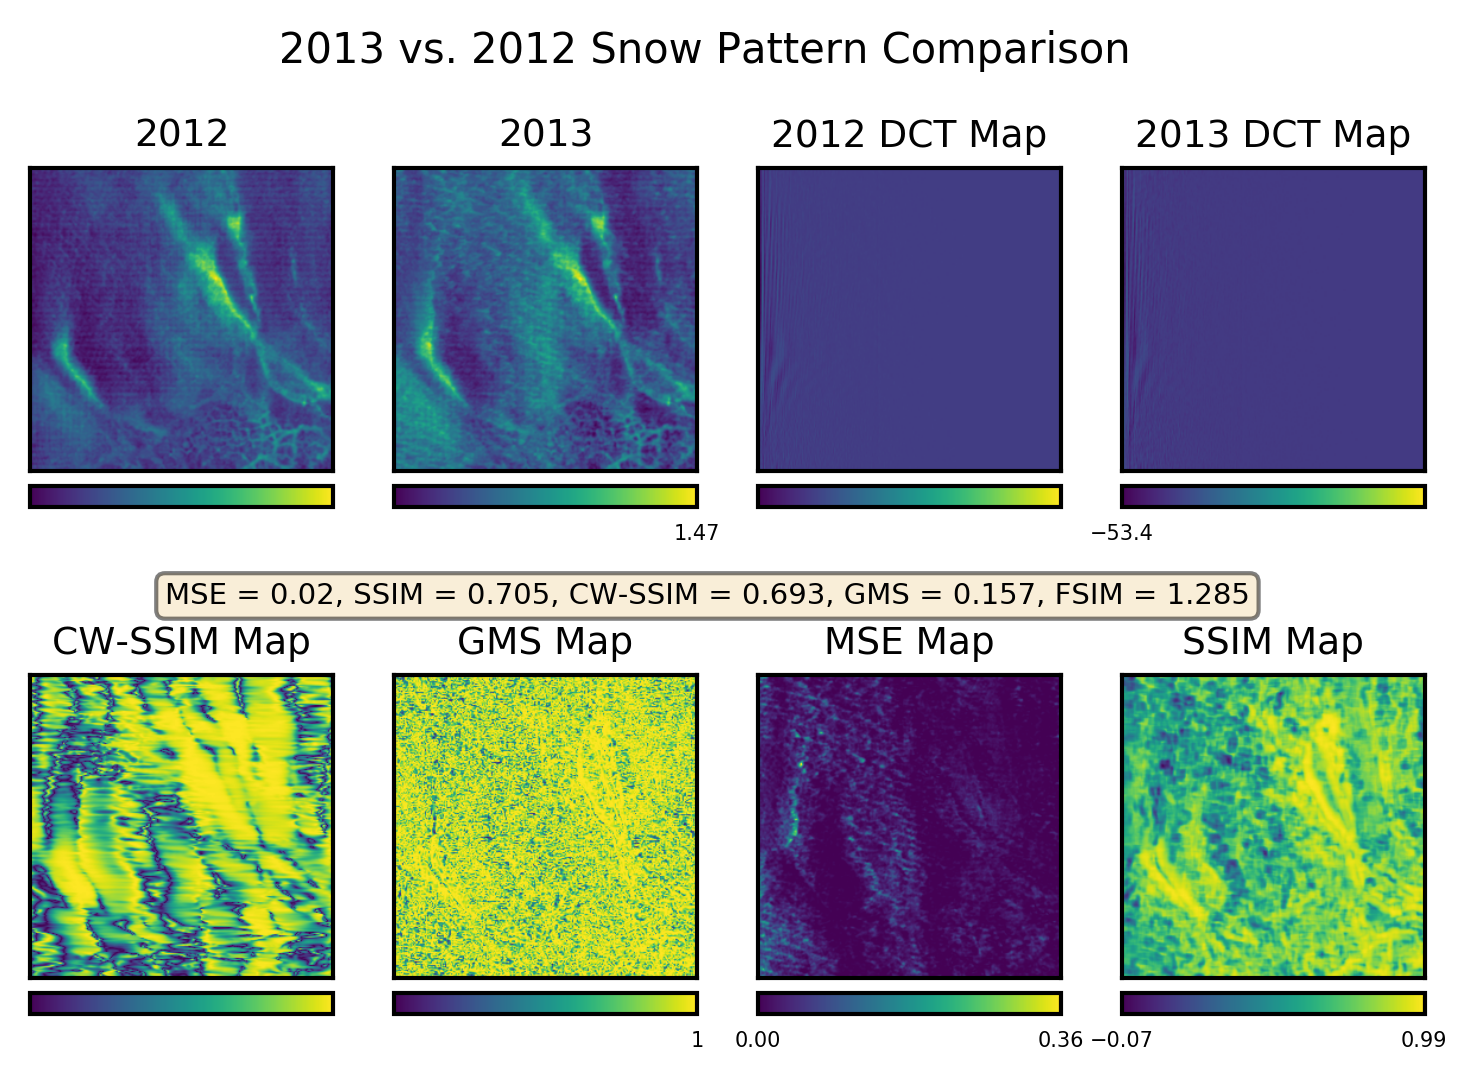 2013 vs. 2012 Snow Pattern Comparison
2012
2013
2012 DCT Map
2013 DCT Map
1.47
−53.4
MSE = 0.02, SSIM = 0.705, CW-SSIM = 0.693, GMS = 0.157, FSIM = 1.285
CW-SSIM Map
GMS Map
MSE Map
SSIM Map
1
0.00
0.36
−0.07
0.99